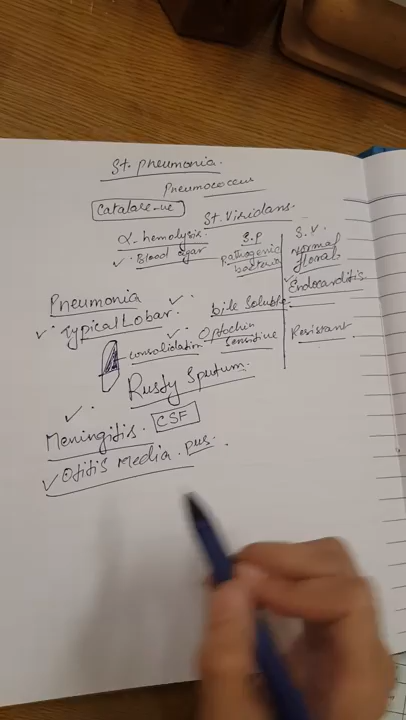 St. pneumonia.
Pneumococcus
Catalase -ve
St. Viridans.
α. hemolysis.
Blood agar
S.P
Pathogenic
bacteria
S.V.
Normal
floral
Endocarditis
Pneumonia
Typical Lobar
bile Soluble
consolidation
Optochin
Sensitive
Resistant
Rusty Sputum
Meningitis. CSF
Otitis Media. pus.